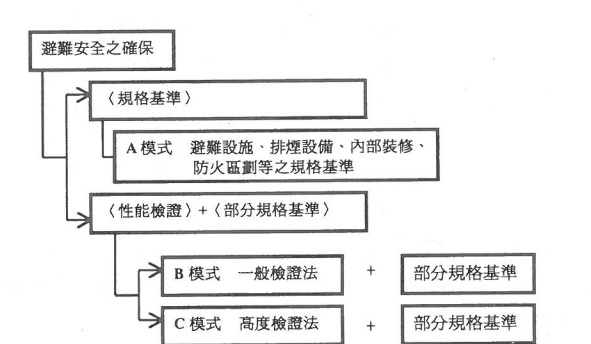 避難安全之確保
〈規格基準〉
A 模式　避難設施、排煙設備、內部裝修、
防火區劃等之規格基準
〈性能檢證〉+〈部分規格基準〉
B 模式　一般檢證法　+　部分規格基準
C 模式　高度檢證法　+　部分規格基準